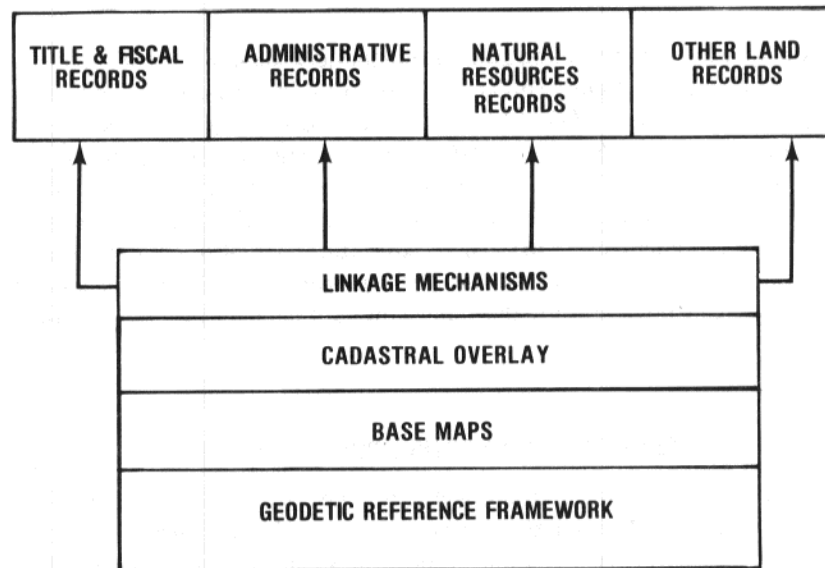 TITLE & FISCAL
RECORDS
ADMINISTRATIVE
RECORDS
NATURAL
RESOURCES
RECORDS
OTHER LAND
RECORDS
LINKAGE MECHANISMS
CADASTRAL OVERLAY
BASE MAPS
GEODETIC REFERENCE FRAMEWORK